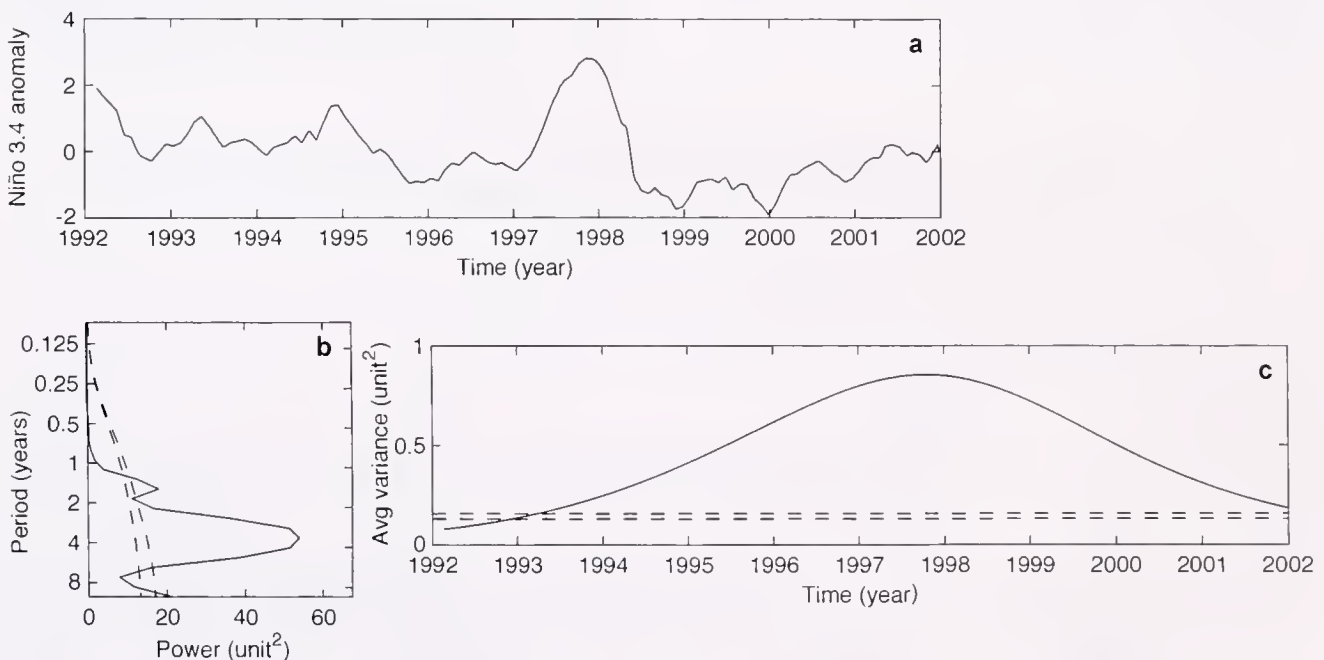 a
Niño 3.4 anomaly
4
2
0
-2
1992 1993 1994 1995 1996 1997 1998 1999 2000 2001 2002
Time (year)
b
Period (years)
0.125
0.25
0.5
1
2
4
8
0 20 40 60
Power (unit²)
c
Avg variance (unit²)
1
0.5
0
1992 1993 1994 1995 1996 1997 1998 1999 2000 2001 2002
Time (year)